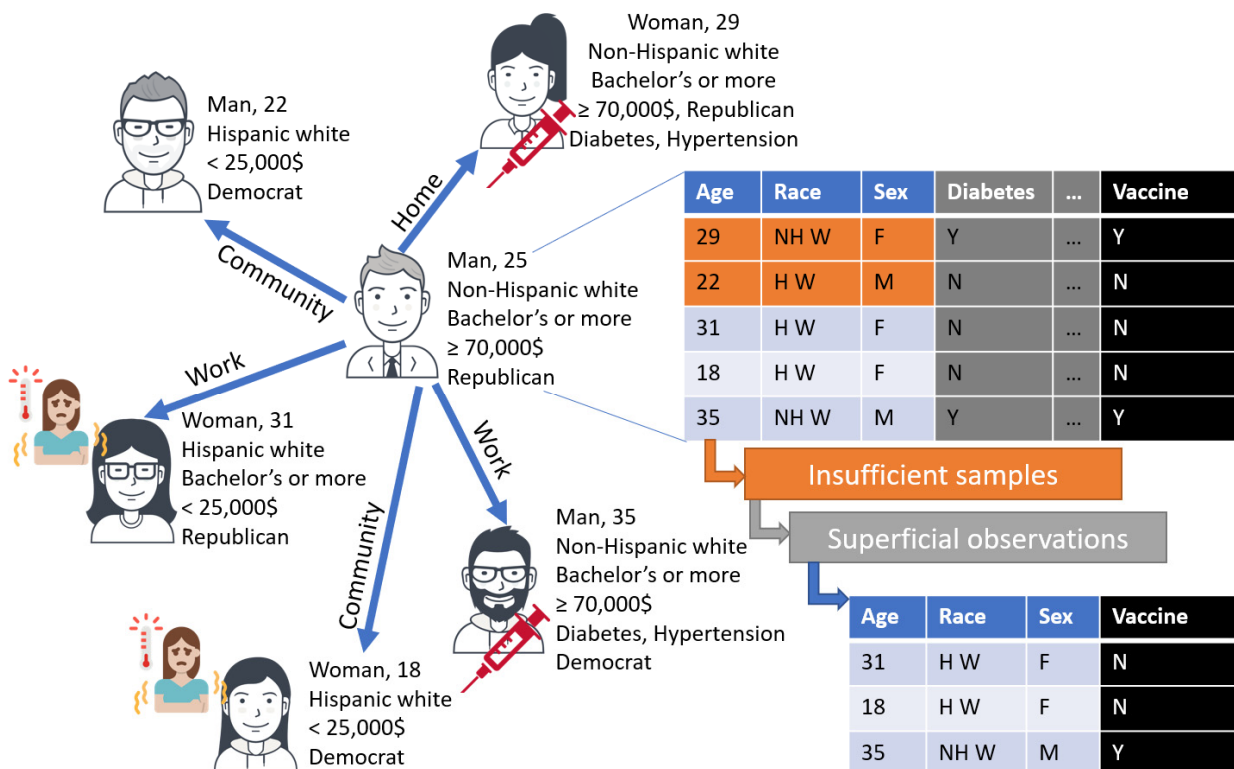 Woman, 29
Non-Hispanic white
Bachelor's or more
≥ 70,000$, Republican
Diabetes, Hypertension
Man, 22
Hispanic white
< 25,000$
Democrat
Home
Community
Man, 25
Non-Hispanic white
Bachelor's or more
≥ 70,000$
Republican
Work
Woman, 31
Hispanic white
Bachelor's or more
< 25,000$
Republican
Work
Community
Man, 35
Non-Hispanic white
Bachelor's or more
≥ 70,000$
Diabetes, Hypertension
Democrat
Woman, 18
Hispanic white
< 25,000$
Democrat
Age Race Sex Diabetes ... Vaccine
29 NH W F Y ... Y
22 H W M N ... N
31 H W F N ... N
18 H W F N ... N
35 NH W M Y ... Y
Insufficient samples
Superficial observations
Age Race Sex Vaccine
31 H W F N
18 H W F N
35 NH W M Y